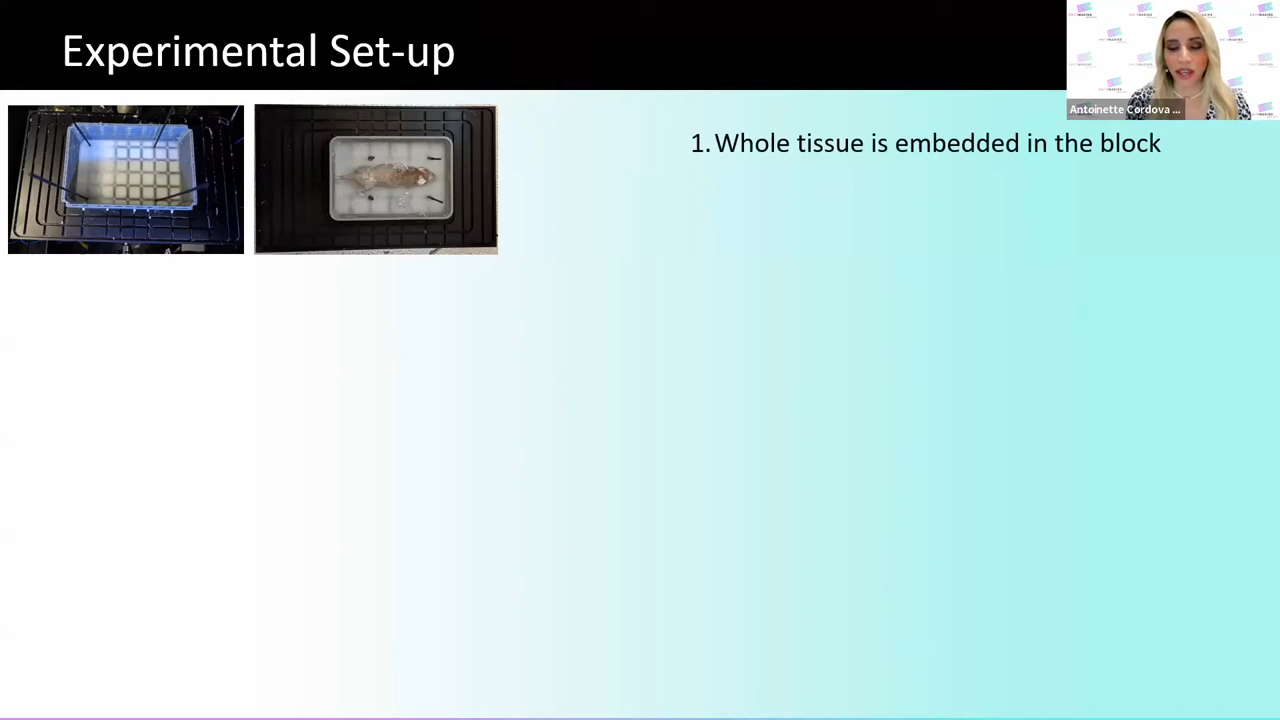 Experimental Set-up
Antoinette Cordova ...
1. Whole tissue is embedded in the block